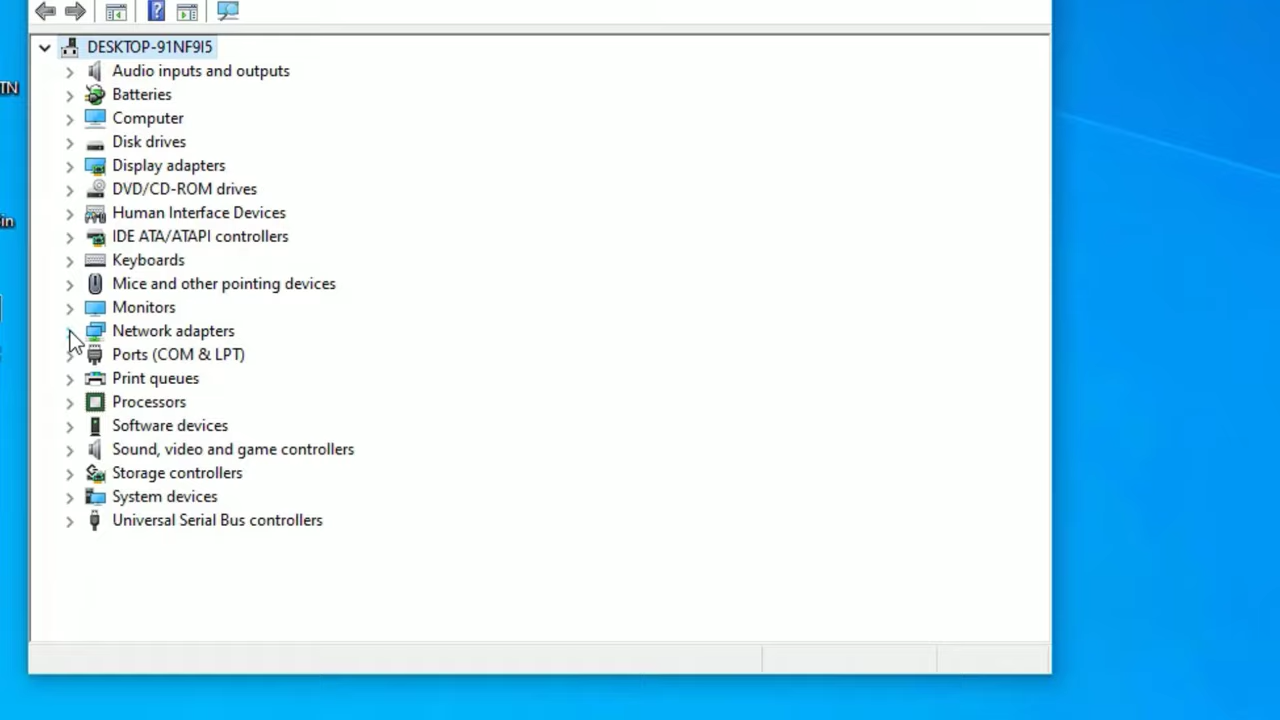 DESKTOP-91NF9I5
Audio inputs and outputs
TN
Batteries
Computer
Disk drives
Display adapters
DVD/CD-ROM drives
Human Interface Devices
in
IDE ATA/ATAPI controllers
Keyboards
Mice and other pointing devices
Monitors
Network adapters
Ports (COM & LPT)
Print queues
Processors
Software devices
Sound, video and game controllers
Storage controllers
System devices
Universal Serial Bus controllers